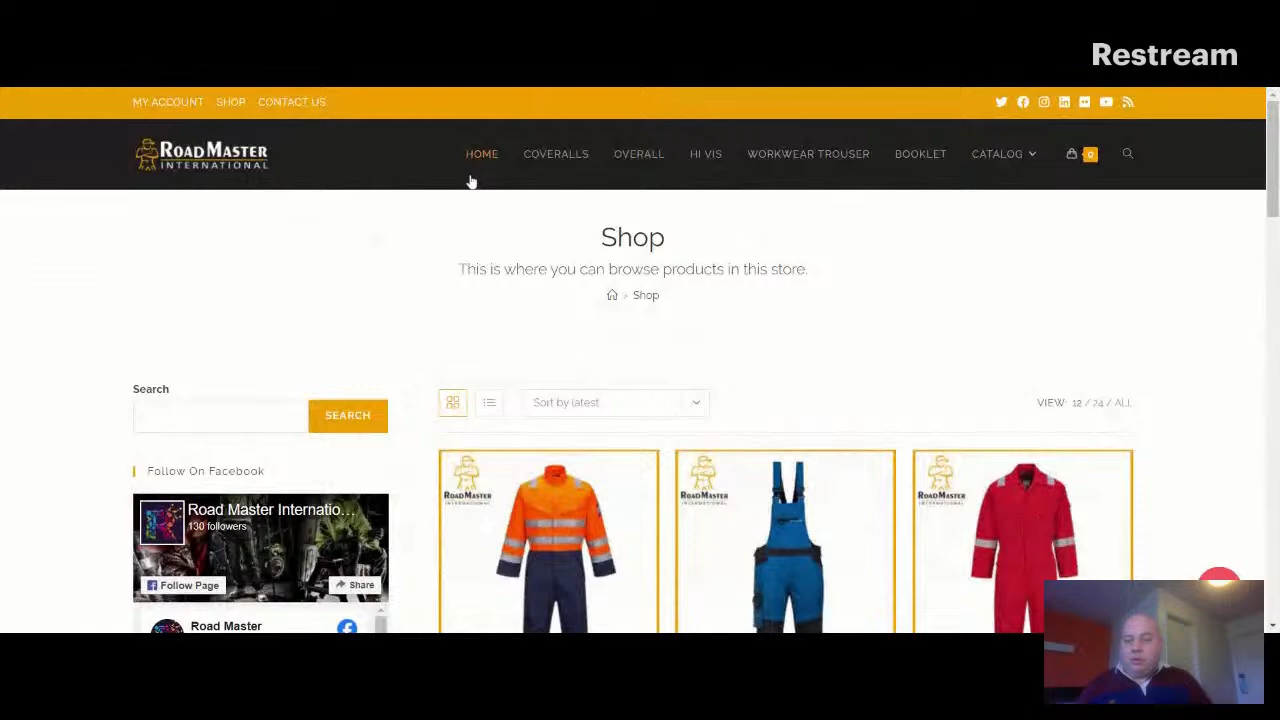 Restream
MY ACCOUNT SHOP CONTACT US
ROADMASTER
INTERNATIONAL
HOME COVERALLS OVERALL HI VIS WORKWEAR TROUSER BOOKLET CATALOG 0
Shop
This is where you can browse products in this store.
> Shop
Search
SEARCH
Sort by latest
VIEW: 12 / 24 / ALL
Follow On Facebook
Road Master Internatio...
130 followers
Follow Page Share
Road Master
ROADMASTER
INTERNATIONAL
ROADMASTER
INTERNATIONAL
ROADMASTER
INTERNATIONAL